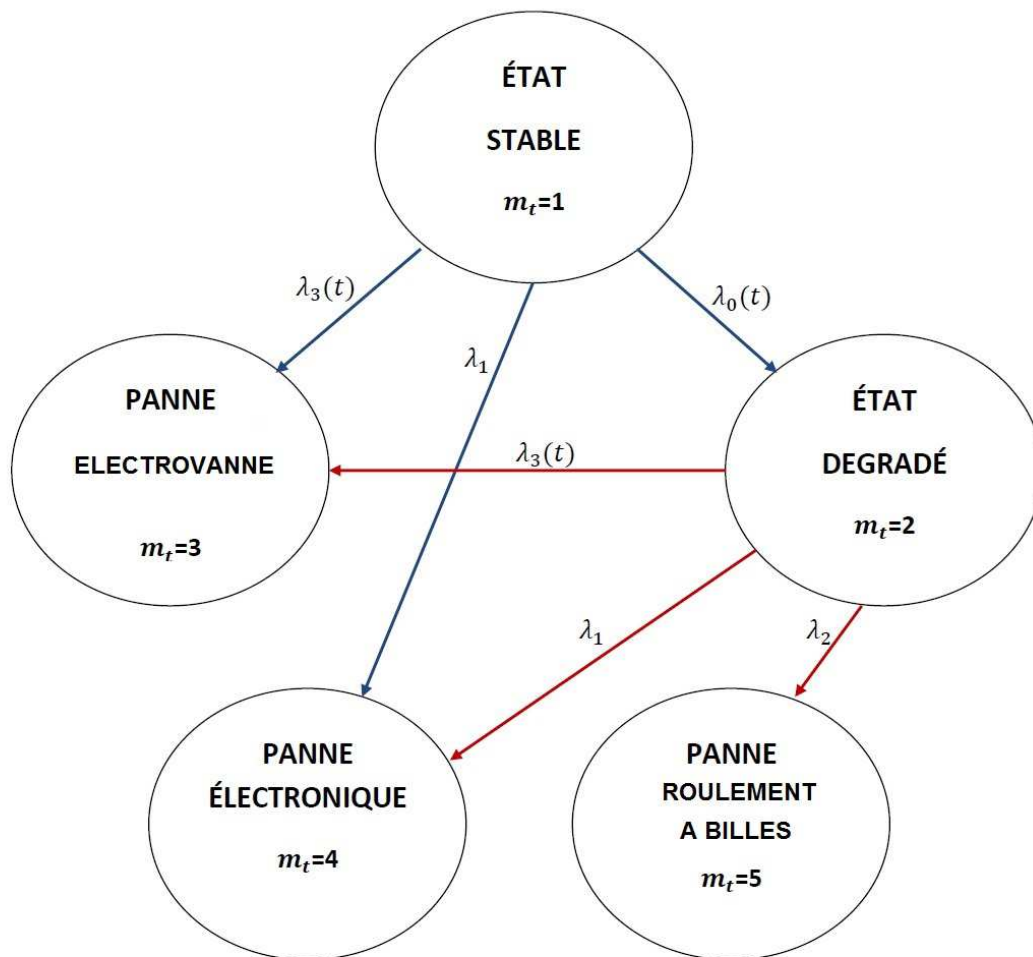 ÉTAT
STABLE
m_t=1
λ_3(t)
λ_1
λ_0(t)
PANNE
ELECTROVANNE
m_t=3
λ_3(t)
ÉTAT
DEGRADÉ
m_t=2
λ_1
λ_2
PANNE
ÉLECTRONIQUE
m_t=4
PANNE
ROULEMENT
A BILLES
m_t=5